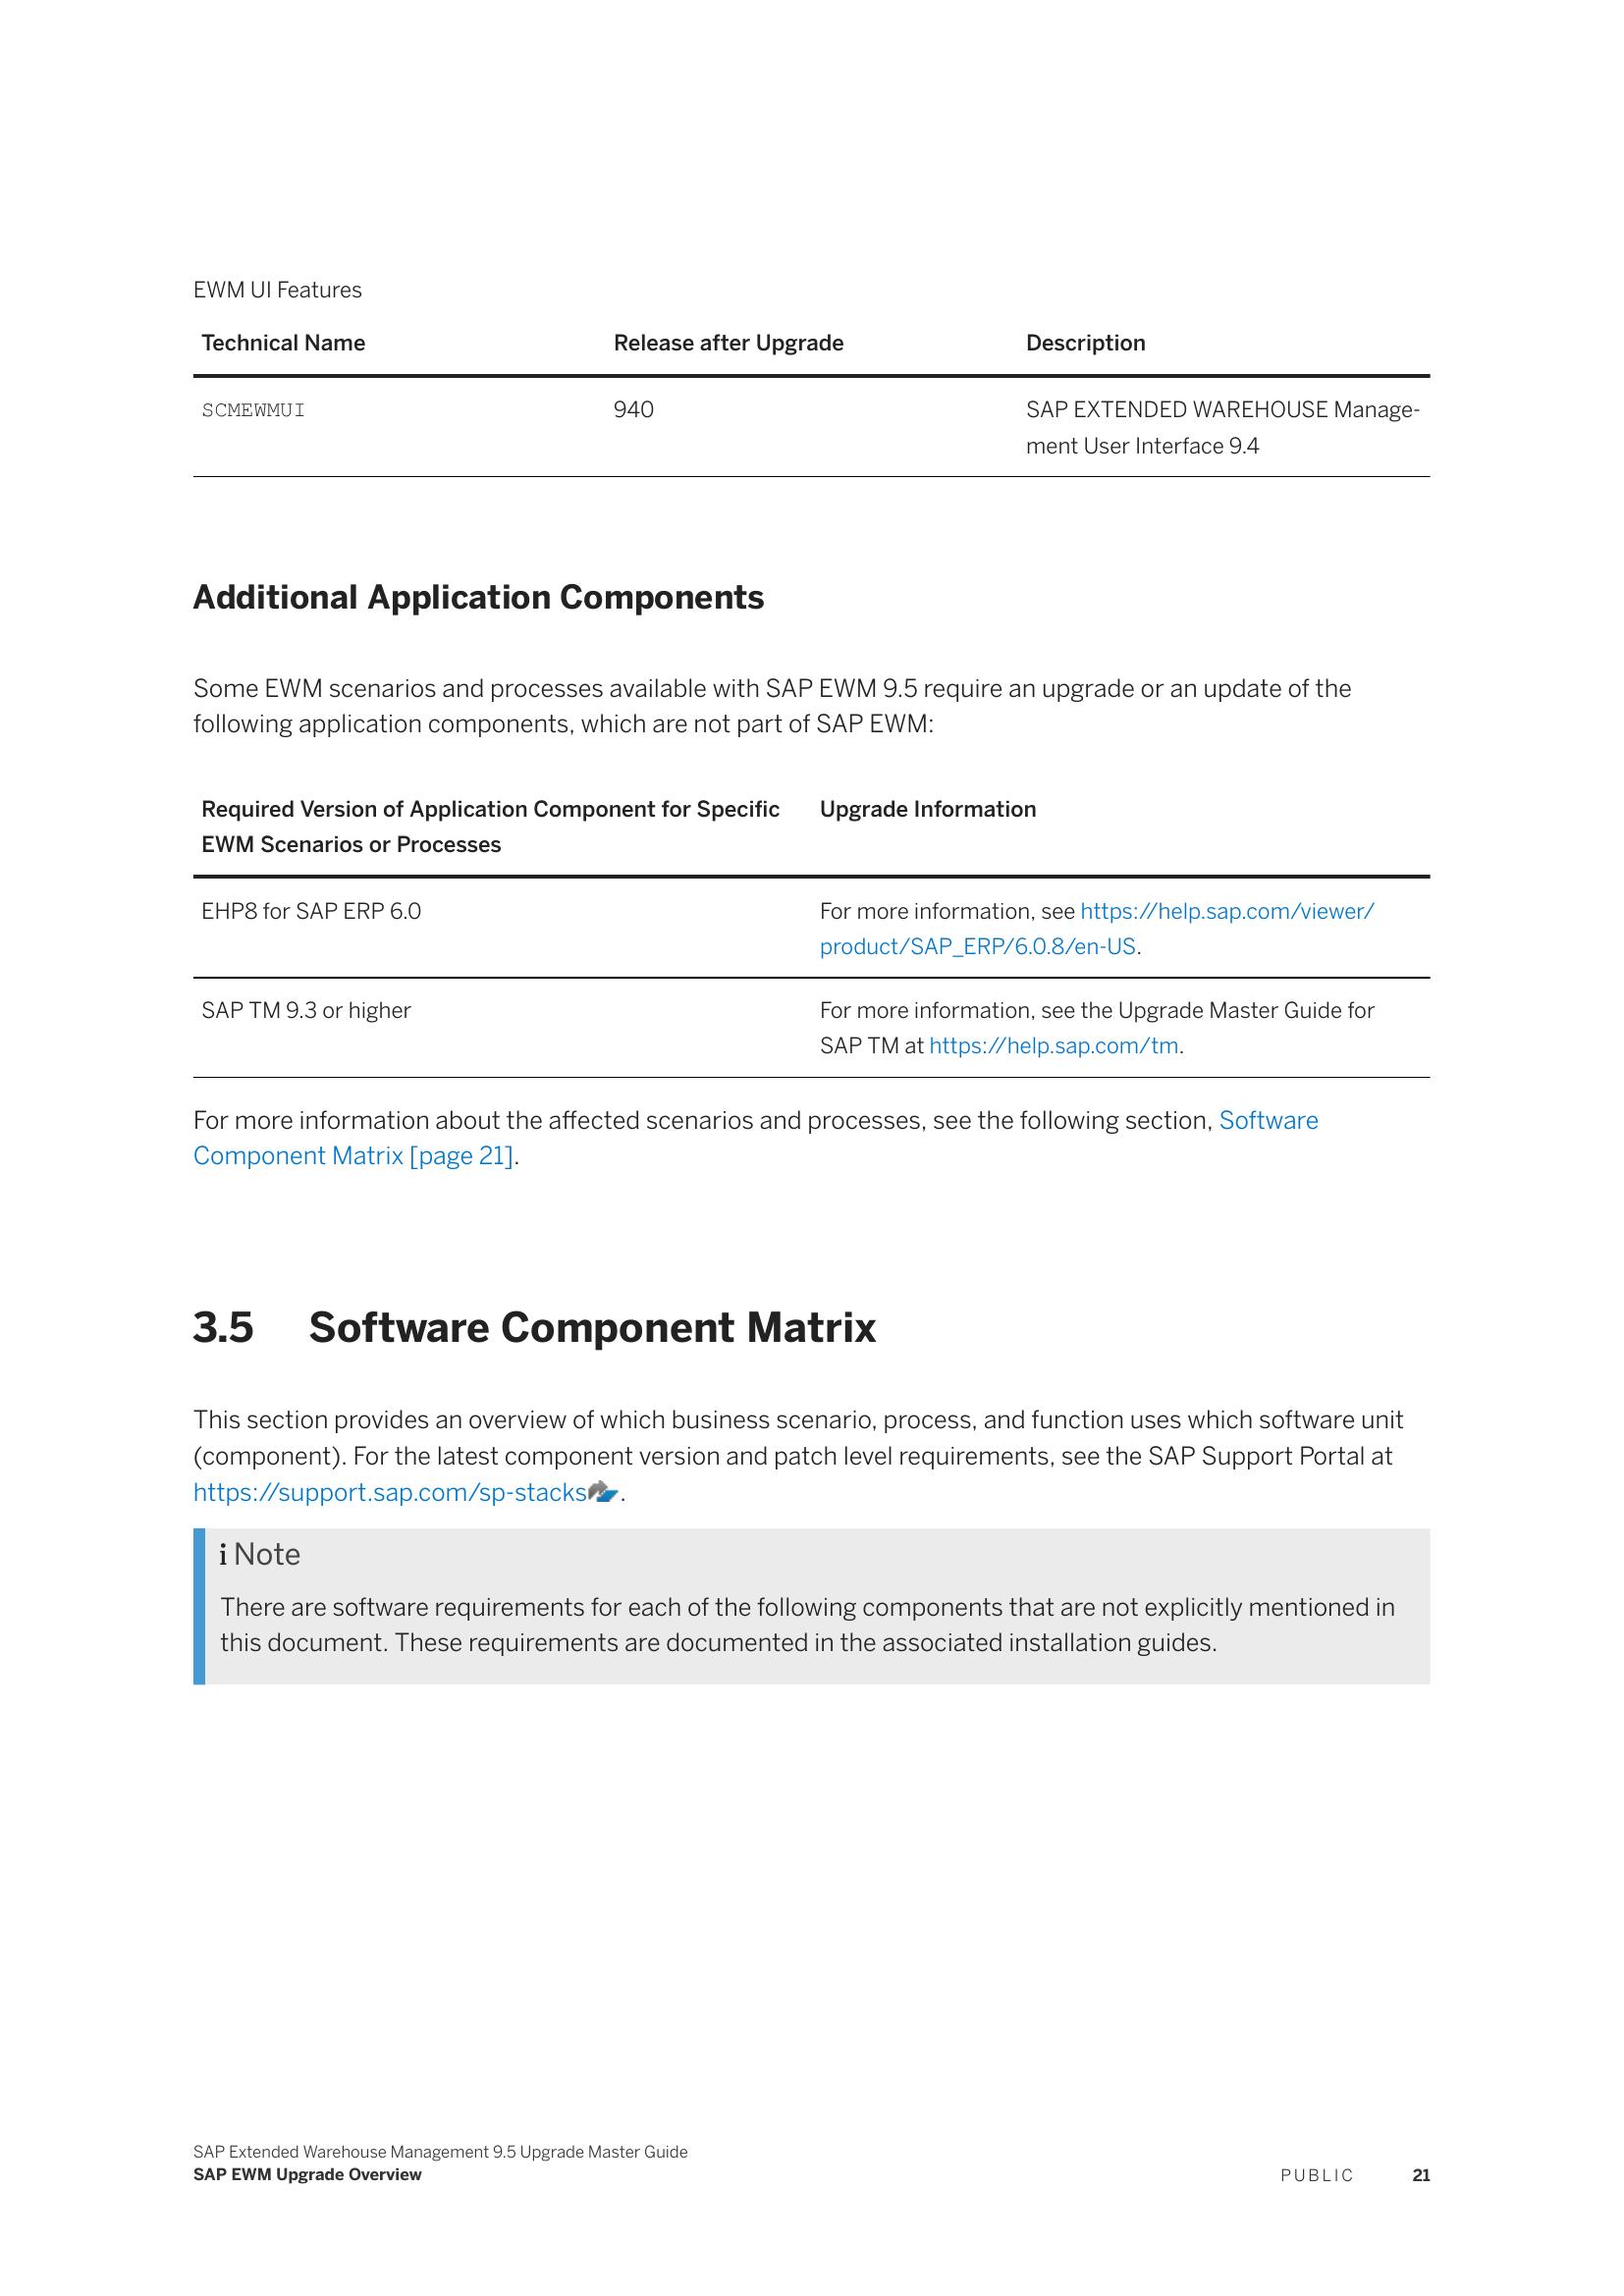 EWM UI Features
Technical Name Release after Upgrade Description
SCMEWMUI 940 SAP EXTENDED WAREHOUSE Manage-
ment User Interface 9.4
Additional Application Components
Some EWM scenarios and processes available with SAP EWM 9.5 require an upgrade or an update of the
following application components, which are not part of SAP EWM:
Required Version of Application Component for Specific
EWM Scenarios or Processes
Upgrade Information
EHP8 for SAP ERP 6.0
For more information, see https://help.sap.com/viewer/
product/SAP_ERP/6.0.8/en-US.
SAP TM 9.3 or higher
For more information, see the Upgrade Master Guide for
SAP TM at https://help.sap.com/tm.
For more information about the affected scenarios and processes, see the following section, Software
Component Matrix [page 21].
3.5 Software Component Matrix
This section provides an overview of which business scenario, process, and function uses which software unit
(component). For the latest component version and patch level requirements, see the SAP Support Portal at
https://support.sap.com/sp-stacks.
i Note
There are software requirements for each of the following components that are not explicitly mentioned in
this document. These requirements are documented in the associated installation guides.
SAP Extended Warehouse Management 9.5 Upgrade Master Guide
SAP EWM Upgrade Overview
PUBLIC 21